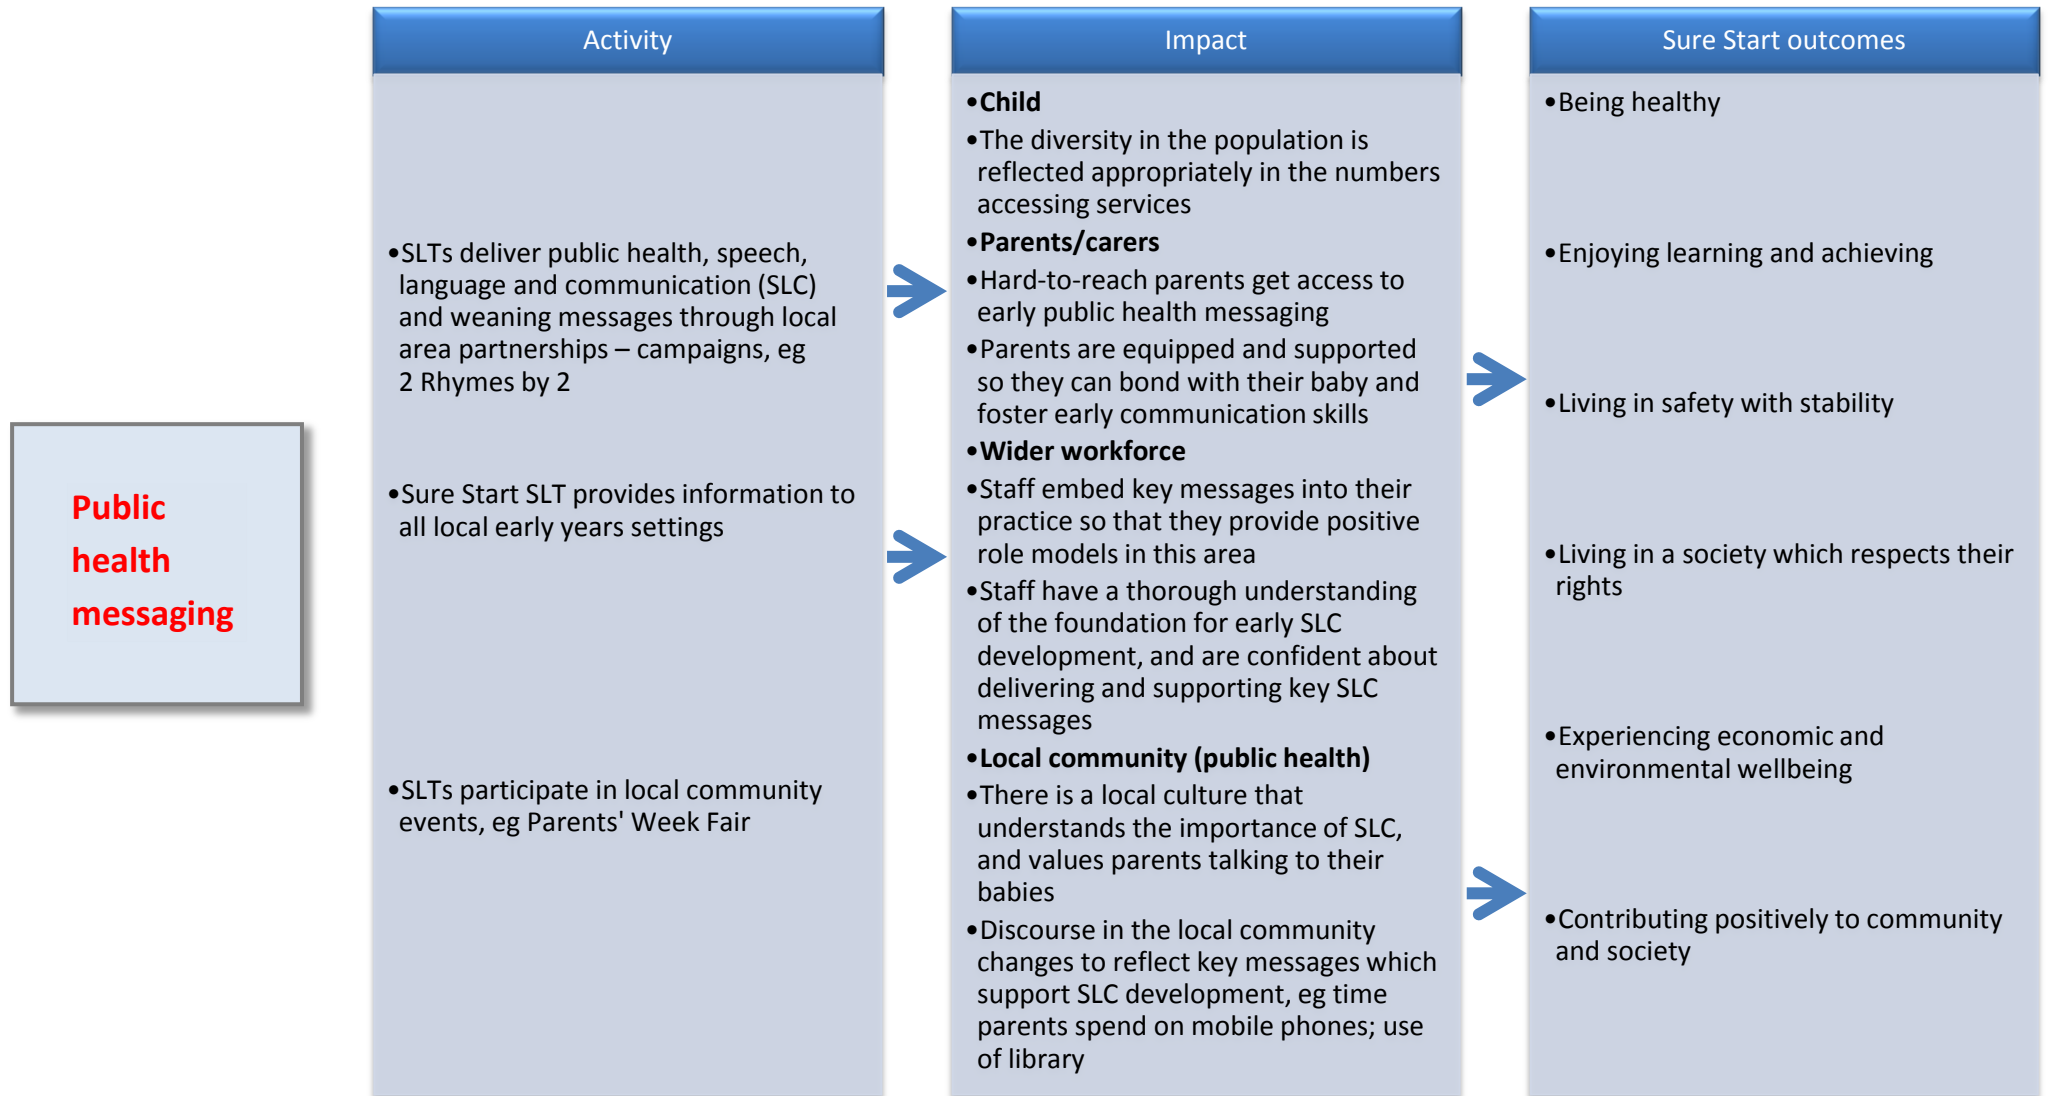 Public
health
messaging
Activity
•SLTs deliver public health, speech,
language and communication (SLC)
and weaning messages through local
area partnerships – campaigns, eg
2 Rhymes by 2
•Sure Start SLT provides information to
all local early years settings
•SLTs participate in local community
events, eg Parents' Week Fair
Impact
•Child
•The diversity in the population is
reflected appropriately in the numbers
accessing services
•Parents/carers
•Hard-to-reach parents get access to
early public health messaging
•Parents are equipped and supported
so they can bond with their baby and
foster early communication skills
•Wider workforce
•Staff embed key messages into their
practice so that they provide positive
role models in this area
•Staff have a thorough understanding
of the foundation for early SLC
development, and are confident about
delivering and supporting key SLC
messages
•Local community (public health)
•There is a local culture that
understands the importance of SLC,
and values parents talking to their
babies
•Discourse in the local community
changes to reflect key messages which
support SLC development, eg time
parents spend on mobile phones; use
of library
Sure Start outcomes
•Being healthy
•Enjoying learning and achieving
•Living in safety with stability
•Living in a society which respects their
rights
•Experiencing economic and
environmental wellbeing
•Contributing positively to community
and society